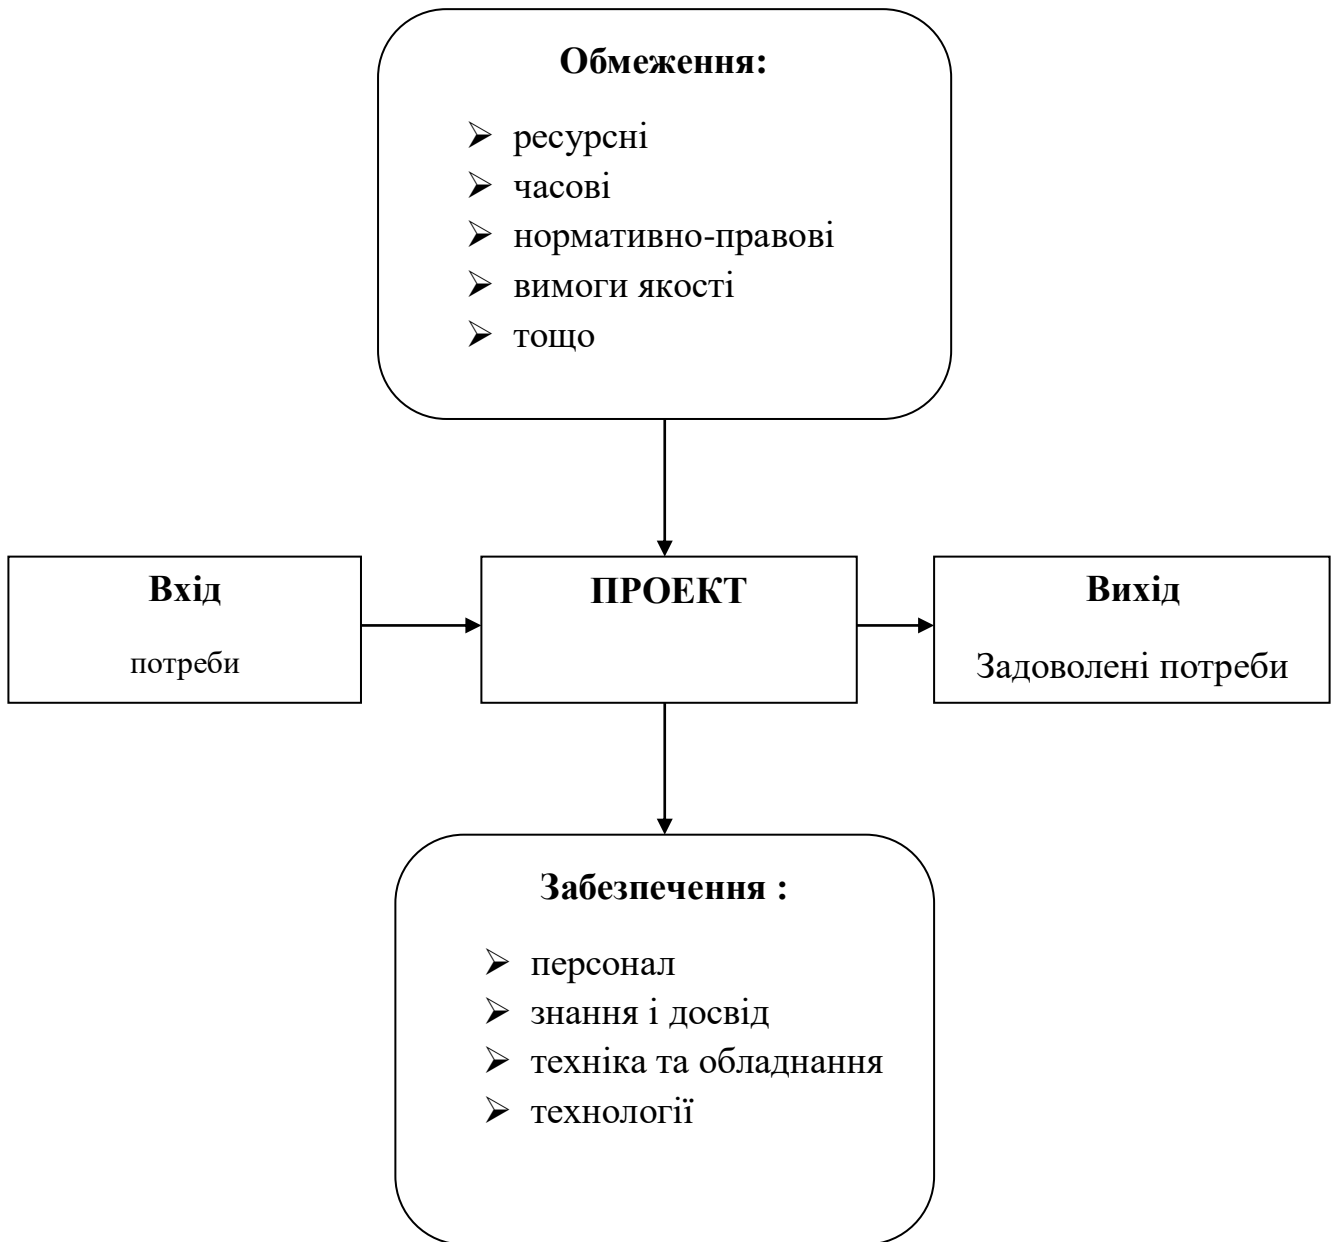 Обмеження:
➢ ресурсні
➢ часові
➢ нормативно-правові
➢ вимоги якості
➢ тощо
Вхід
потреби
ПРОЕКТ
Вихід
Задоволені потреби
Забезпечення :
➢ персонал
➢ знання і досвід
➢ техніка та обладнання
➢ технології